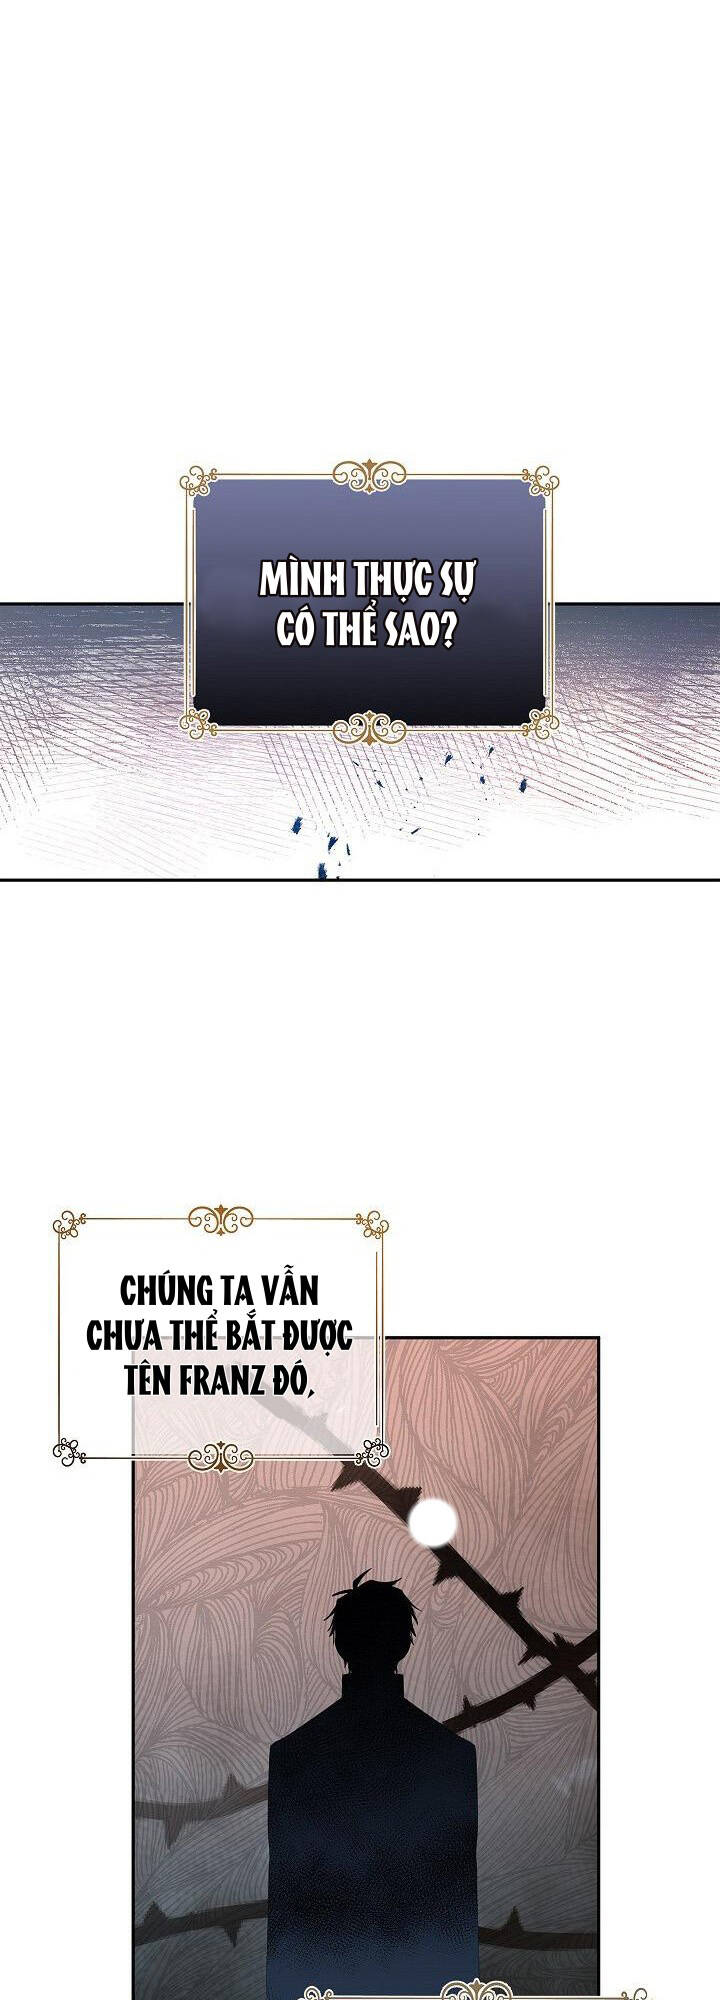 MÌNH THỰC SỰ
CÓ THỂ SAO?
CHÚNG TA VẪN
CHƯA THỂ BẮT ĐƯỢC
TÊN FRANZ ĐÓ,